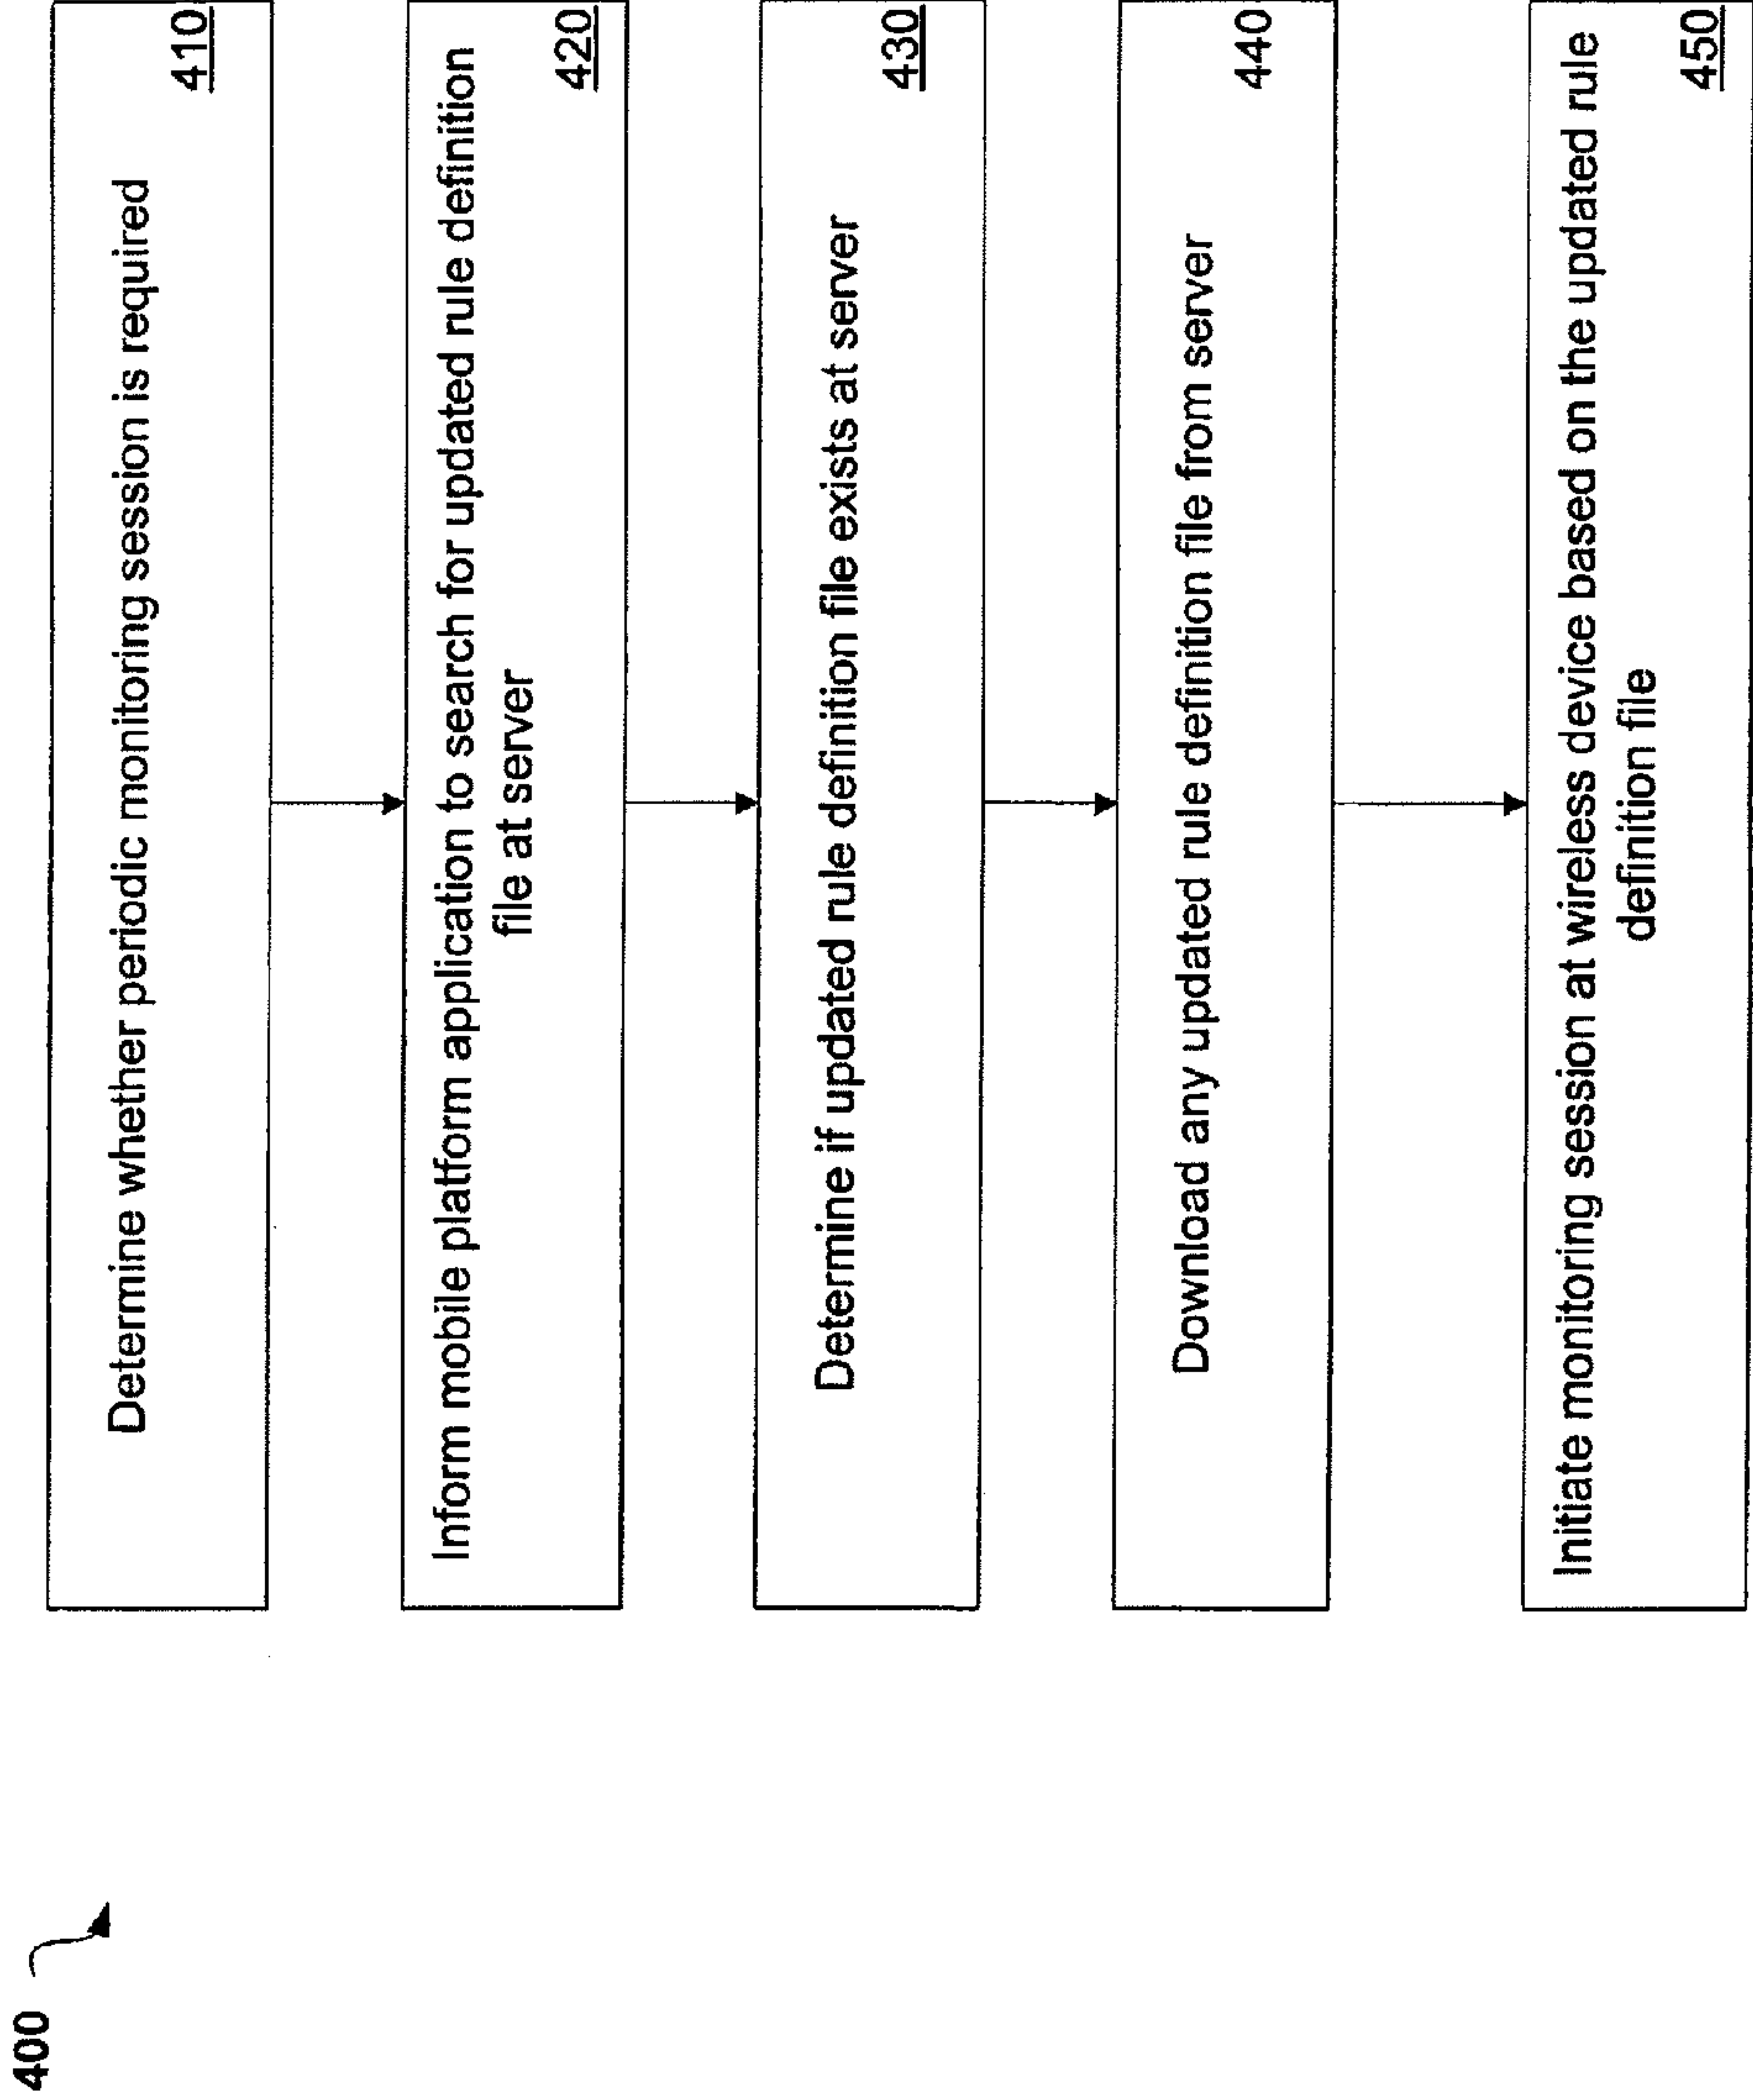 400
Determine whether periodic monitoring session is required
410
Inform mobile platform application to search for updated rule definition
file at server
420
Determine if updated rule definition file exists at server
430
Download any updated rule definition file from server
440
Initiate monitoring session at wireless device based on the updated rule
definition file
450